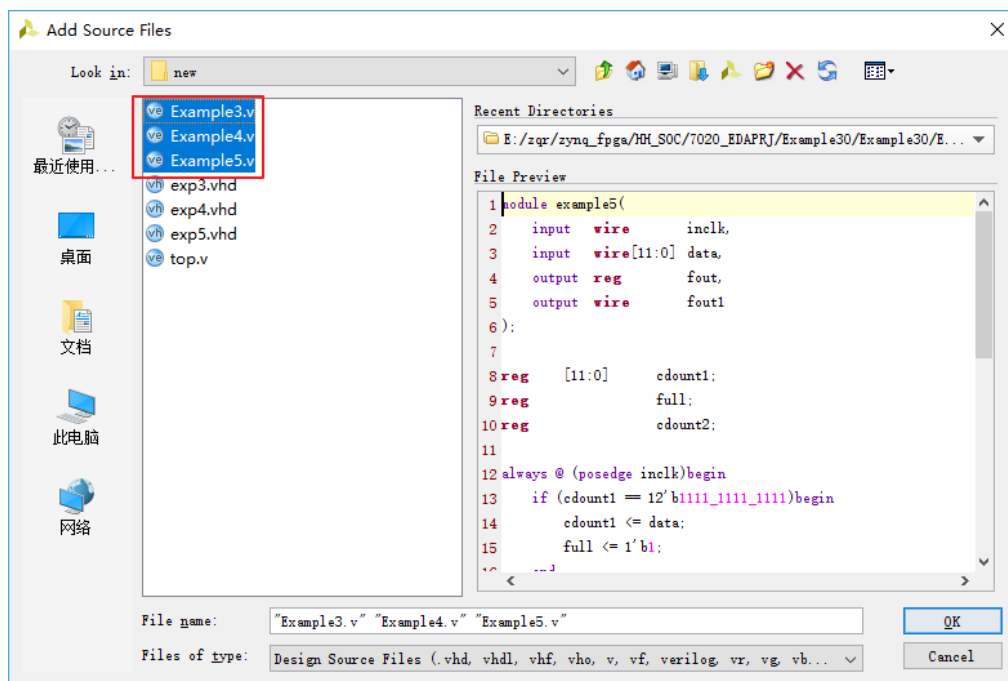 Add Source Files
Look in: new
最近使用...
桌面
文档
此电脑
网络
Example3.v
Example4.v
Example5.v
exp3.vhd
exp4.vhd
exp5.vhd
top.v
Recent Directories
E:/zqr/zynq_fpga/HH_SOC/7020_EDAPRJ/Example30/Example30/E...
File Preview
1 module example5(
2 input wire inclk,
3 input wire[11:0] data,
4 output reg fout,
5 output wire fout1
6 );
7
8 reg [11:0] cdount1;
9 reg full;
10 reg cdount2;
11
12 always @ (posedge inclk)begin
13 if (cdount1 == 12'b1111_1111_1111)begin
14 cdount1 <= data;
15 full <= 1'b1;
16 end
File name: "Example3.v" "Example4.v" "Example5.v"
OK
Files of type: Design Source Files (.vhd, vhdl, vhf, vho, v, vf, verilog, vr, vg, vb...
Cancel